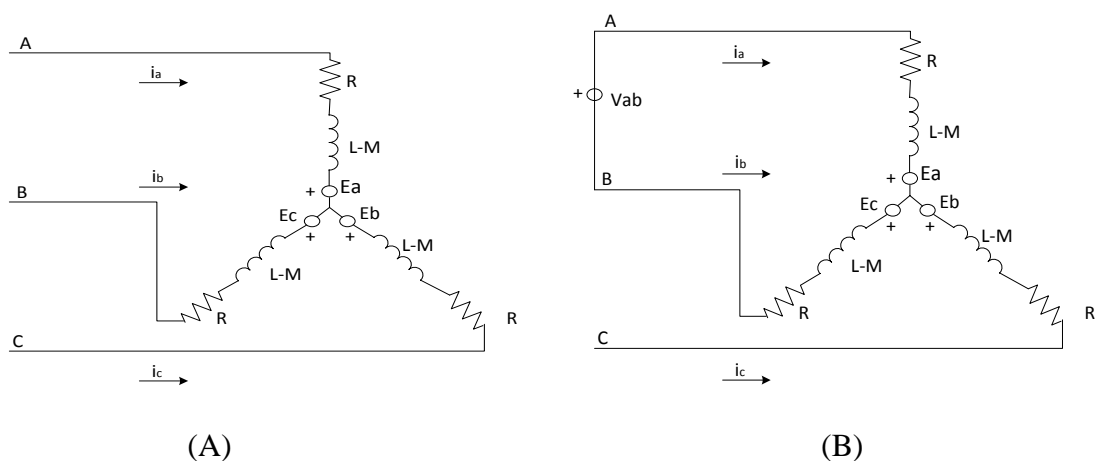 A
ia
R
L-M
ib
B
+ Ea
Ec Eb
+ +
L-M
L-M
R
R
C
ic
(A)
A
ia
R
+ Vab
L-M
ib
B
+ Ea
Ec Eb
+ +
L-M
L-M
R
R
C
ic
(B)